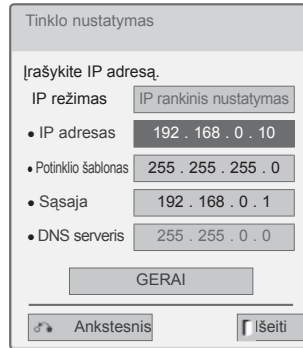 Tinklo nustatymas
Įrašykite IP adresą.
IP režimas IP rankinis nustatymas
• IP adresas 192 . 168 . 0 . 10
• Potinklio šablonas 255 . 255 . 255 . 0
• Sąsaja 192 . 168 . 0 . 1
• DNS serveris 255 . 255 . 0 . 0
GERAI
Ankstesnis Išeiti